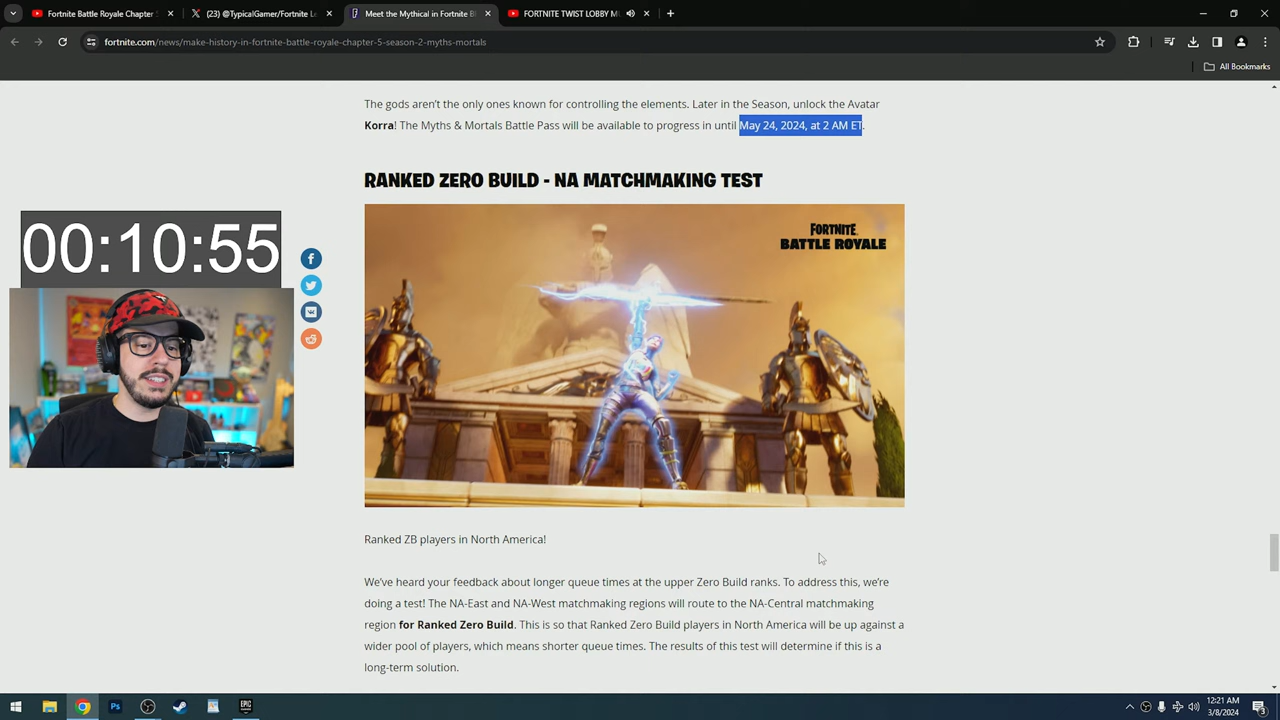 Fortnite Battle Royale Chapter 5
(23) @TypicalGamer/Fortnite Le
Meet the Mythical in Fortnite B
FORTNITE TWIST LOBBY M
fortnite.com/news/make-history-in-fortnite-battle-royale-chapter-5-season-2-myths-mortals
All Bookmarks
The gods aren't the only ones known for controlling the elements. Later in the Season, unlock the Avatar
Korra! The Myths & Mortals Battle Pass will be available to progress in until May 24, 2024, at 2 AM ET.
RANKED ZERO BUILD - NA MATCHMAKING TEST
FORTNITE
BATTLE ROYALE
00:10:55
Ranked ZB players in North America!
We've heard your feedback about longer queue times at the upper Zero Build ranks. To address this, we're
doing a test! The NA-East and NA-West matchmaking regions will route to the NA-Central matchmaking
region for Ranked Zero Build. This is so that Ranked Zero Build players in North America will be up against a
wider pool of players, which means shorter queue times. The results of this test will determine if this is a
long-term solution.
Ps
EPIC
12:21 AM
3/8/2024